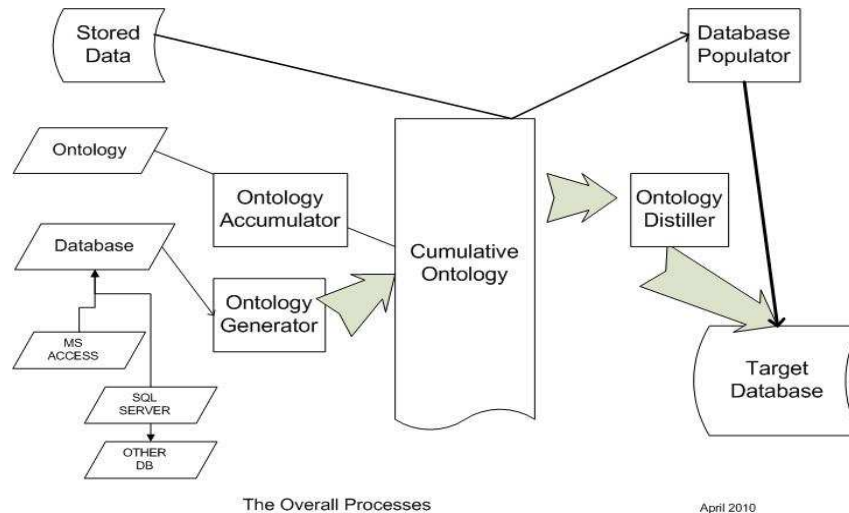 Stored
Data
Database
Populator
Ontology
Ontology
Accumulator
Ontology
Distiller
Database
Cumulative
Ontology
Ontology
Generator
MS
ACCESS
Target
Database
SQL
SERVER
OTHER
DB
The Overall Processes
April 2010